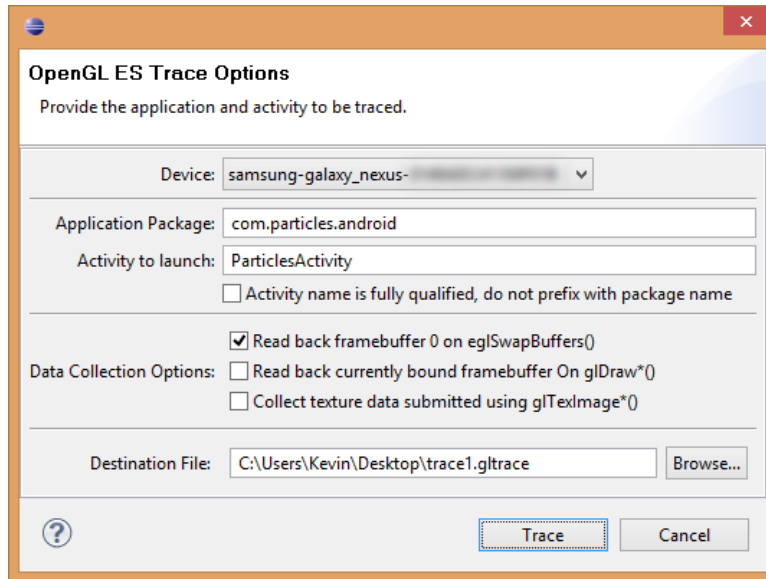 OpenGL ES Trace Options
Provide the application and activity to be traced.
Device: samsung-galaxy_nexus-
Application Package: com.particles.android
Activity to launch: ParticlesActivity
Activity name is fully qualified, do not prefix with package name
Read back framebuffer 0 on eglSwapBuffers()
Data Collection Options: Read back currently bound framebuffer On glDraw*()
Collect texture data submitted using glTexImage*()
Destination File: C:\Users\Kevin\Desktop\trace1.gltrace Browse...
? Trace Cancel